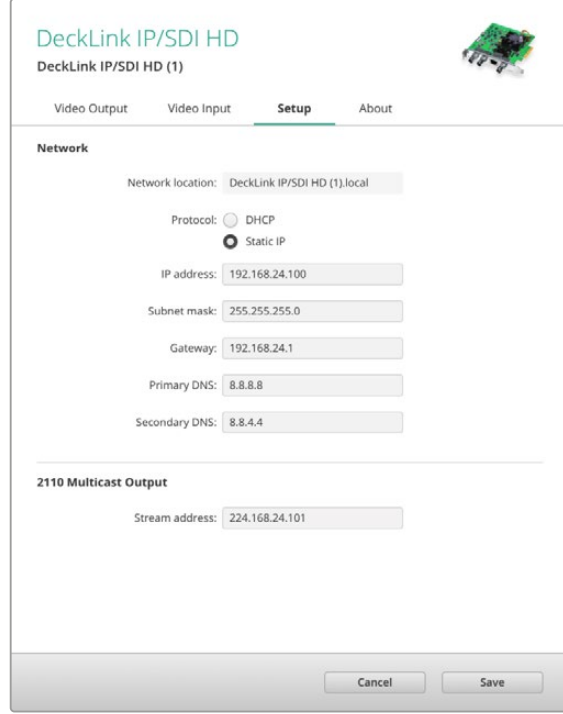 DeckLink IP/SDI HD
DeckLink IP/SDI HD (1)
Video Output Video Input Setup About
Network
Network location: DeckLink IP/SDI HD (1).local
Protocol: DHCP
Static IP
IP address: 192.168.24.100
Subnet mask: 255.255.255.0
Gateway: 192.168.24.1
Primary DNS: 8.8.8.8
Secondary DNS: 8.8.4.4
2110 Multicast Output
Stream address: 224.168.24.101
Cancel Save